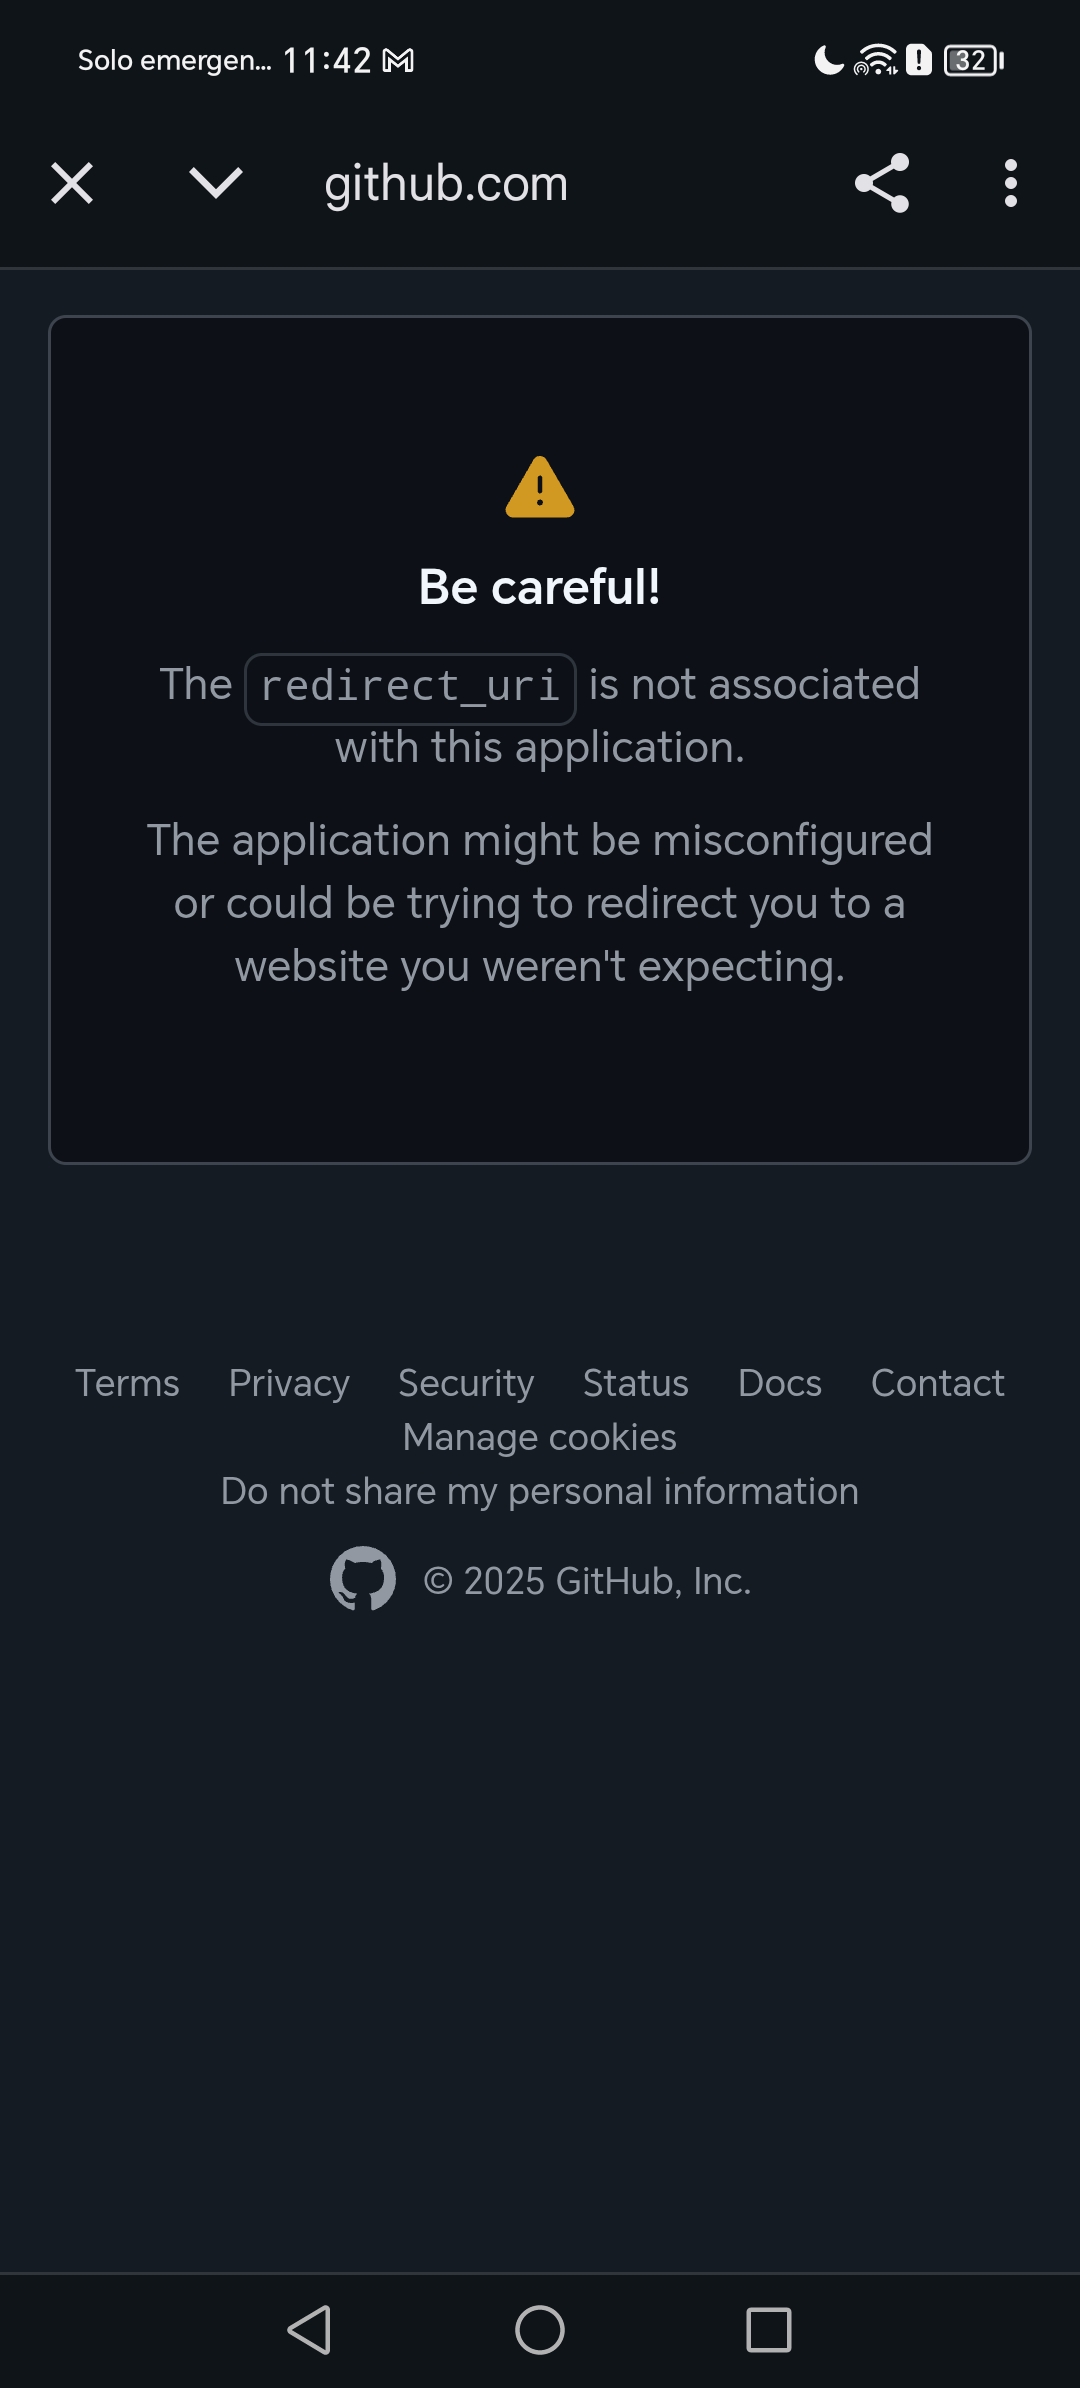 Solo emergen... 11:42
32
github.com
Be careful!
The redirect_uri is not associated
with this application.
The application might be misconfigured
or could be trying to redirect you to a
website you weren't expecting.
Terms Privacy Security Status Docs Contact
Manage cookies
Do not share my personal information
© 2025 GitHub, Inc.